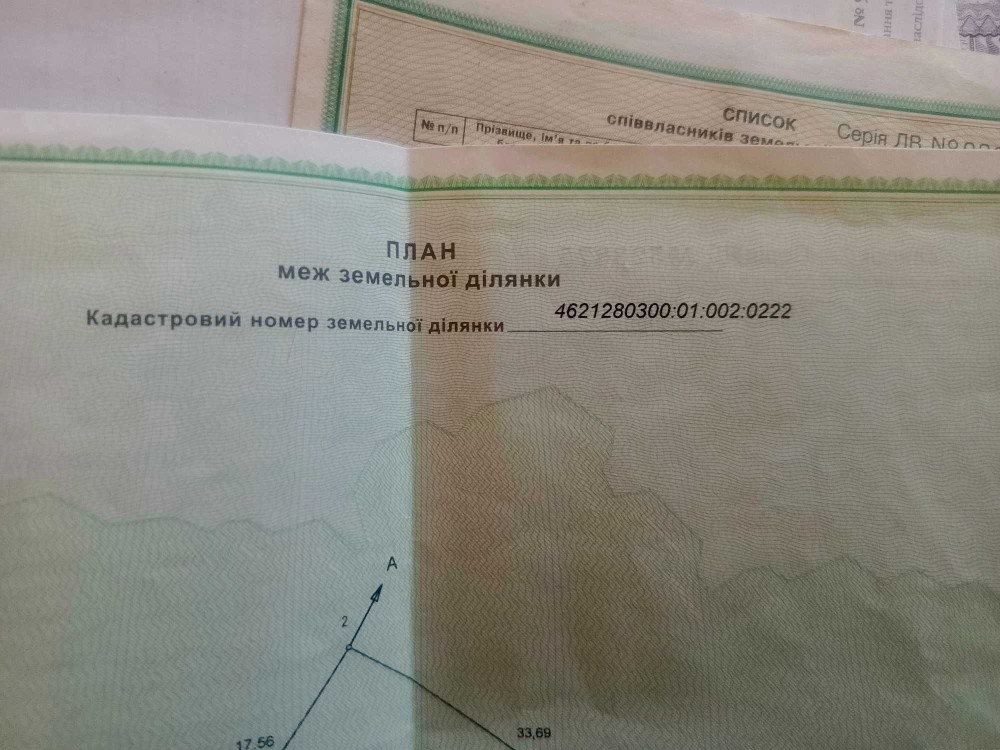 СПИСОК
співвласників
Серія ЛВ №
№ п/п
Прізвище, ім'я та
ПЛАН
меж земельної ділянки
Кадастровий номер земельної ділянки 4621280300:01:002:0222
А
2
17,56
33,69